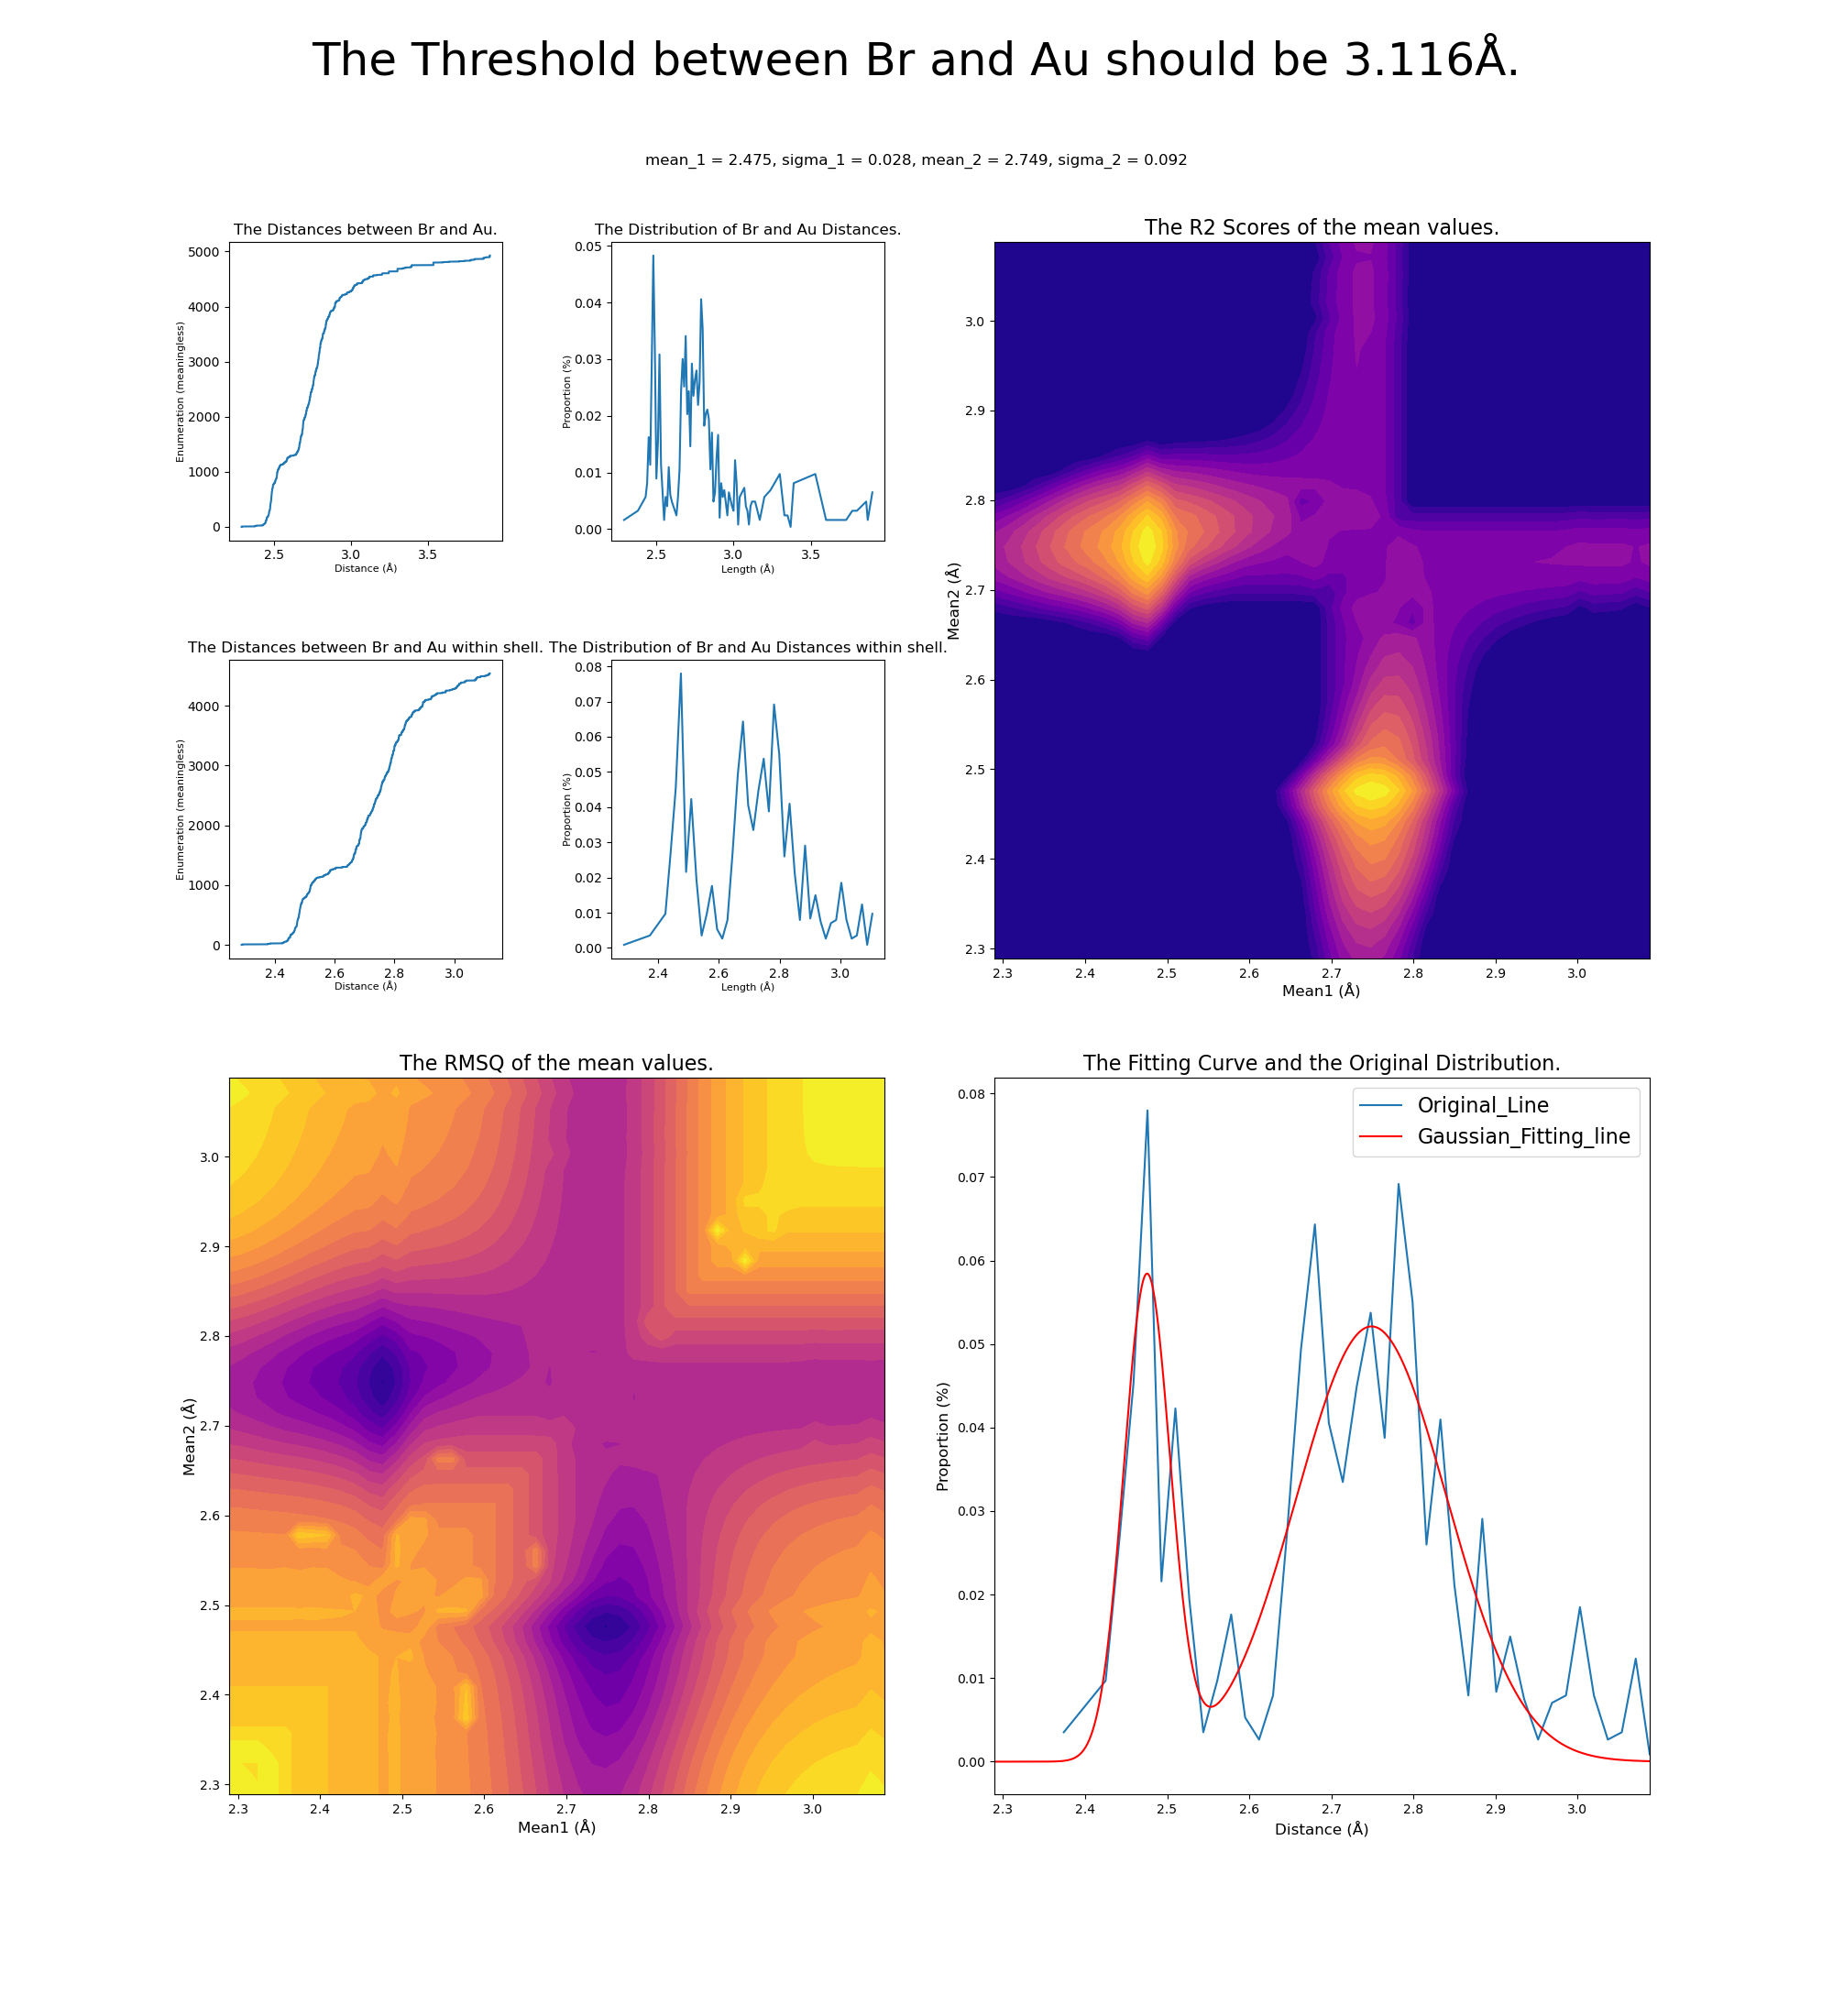 The Threshold between Br and Au should be 3.116Å.
mean_1 = 2.475, sigma_1 = 0.028, mean_2 = 2.749, sigma_2 = 0.092
The Distances between Br and Au.
Enumeration (meaningless)
5000
4000
3000
2000
1000
0
2.5 3.0 3.5
Distance (Å)
The Distribution of Br and Au Distances.
Proportion (%)
0.05
0.04
0.03
0.02
0.01
0.00
2.5 3.0 3.5
Length (Å)
The R2 Scores of the mean values.
Mean2 (Å)
3.0
2.9
2.8
2.7
2.6
2.5
2.4
2.3
2.3 2.4 2.5 2.6 2.7 2.8 2.9 3.0
Mean1 (Å)
The Distances between Br and Au within shell.
Enumeration (meaningless)
4000
3000
2000
1000
0
2.4 2.6 2.8 3.0
Distance (Å)
The Distribution of Br and Au Distances within shell.
Proportion (%)
0.08
0.07
0.06
0.05
0.04
0.03
0.02
0.01
0.00
2.4 2.6 2.8 3.0
Length (Å)
The RMSQ of the mean values.
Mean2 (Å)
3.0
2.9
2.8
2.7
2.6
2.5
2.4
2.3
2.3 2.4 2.5 2.6 2.7 2.8 2.9 3.0
Mean1 (Å)
The Fitting Curve and the Original Distribution.
Original_Line
Gaussian_Fitting_line
Proportion (%)
0.08
0.07
0.06
0.05
0.04
0.03
0.02
0.01
0.00
2.3 2.4 2.5 2.6 2.7 2.8 2.9 3.0
Distance (Å)